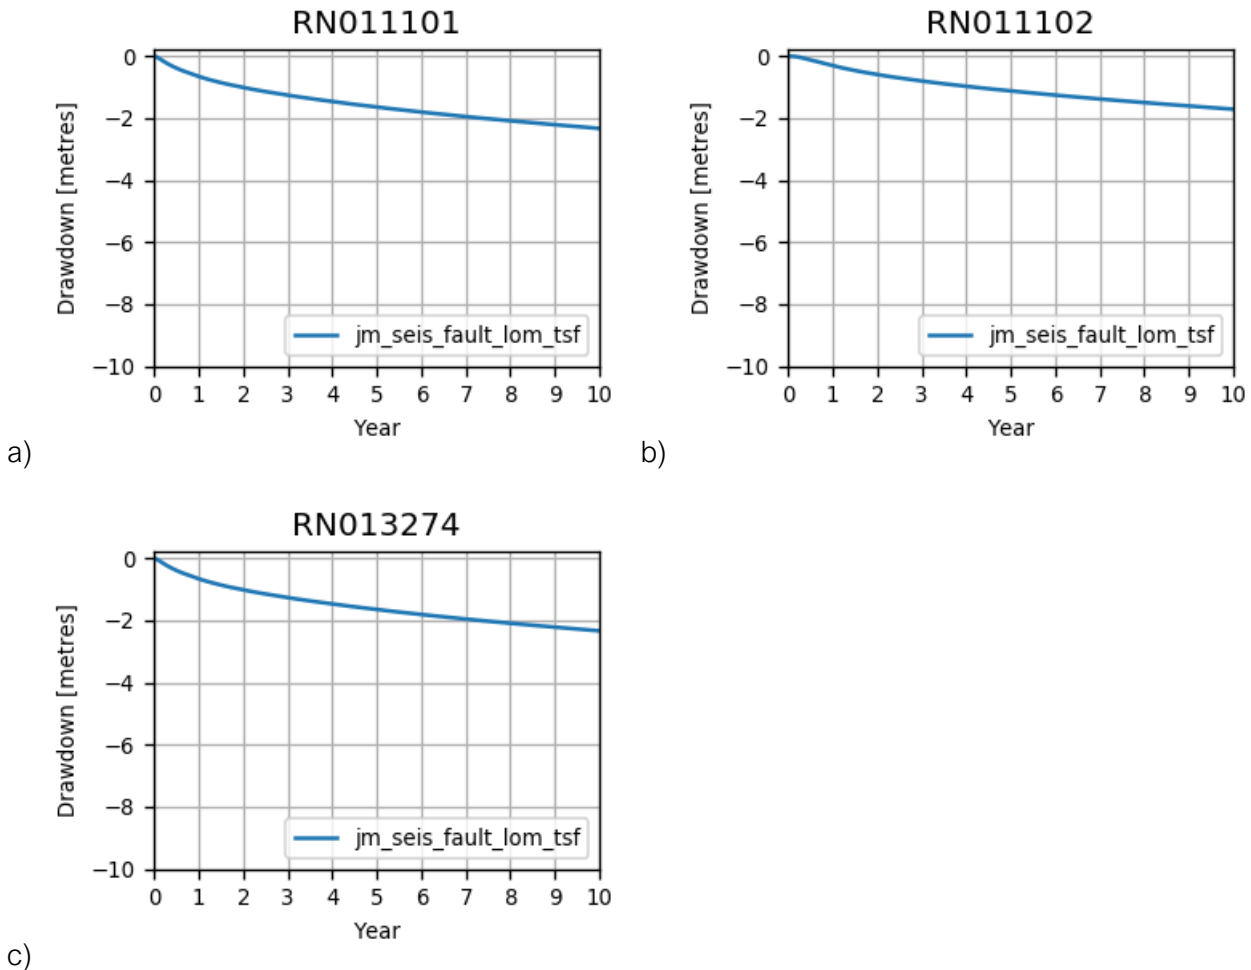 RN011101
0
−2
−4
−6
−8
−10
Drawdown [metres]
jm_seis_fault_lom_tsf
0 1 2 3 4 5 6 7 8 9 10
Year
a)
RN011102
0
−2
−4
−6
−8
−10
Drawdown [metres]
jm_seis_fault_lom_tsf
0 1 2 3 4 5 6 7 8 9 10
Year
b)
RN013274
0
−2
−4
−6
−8
−10
Drawdown [metres]
jm_seis_fault_lom_tsf
0 1 2 3 4 5 6 7 8 9 10
Year
c)